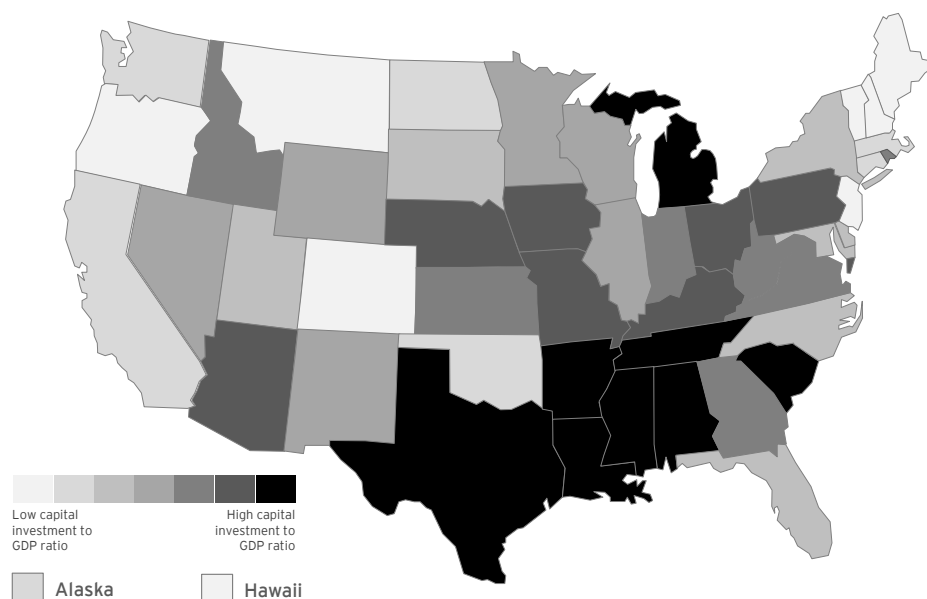 Low capital
investment to
GDP ratio
High capital
investment to
GDP ratio
Alaska
Hawaii